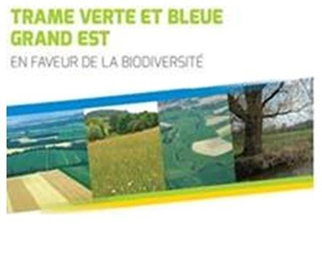 TRAME VERTE ET BLEUE
GRAND EST
EN FAVEUR DE LA BIODIVERSITÉ